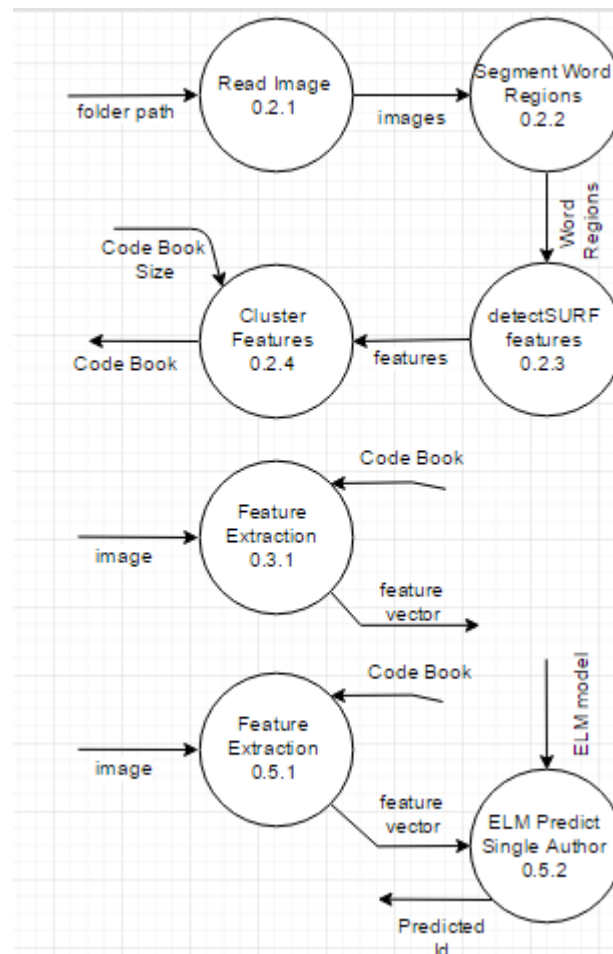 Read Image
0.2.1
folder path
images
Segment Word
Regions
0.2.2
Word
Regions
Code Book
Size
Cluster
Features
0.2.4
Code Book
features
detectSURF
features
0.2.3
Code Book
Feature
Extraction
0.3.1
image
feature
vector
Code Book
ELM model
Feature
Extraction
0.5.1
image
feature
vector
ELM Predict
Single Author
0.5.2
Predicted
Id